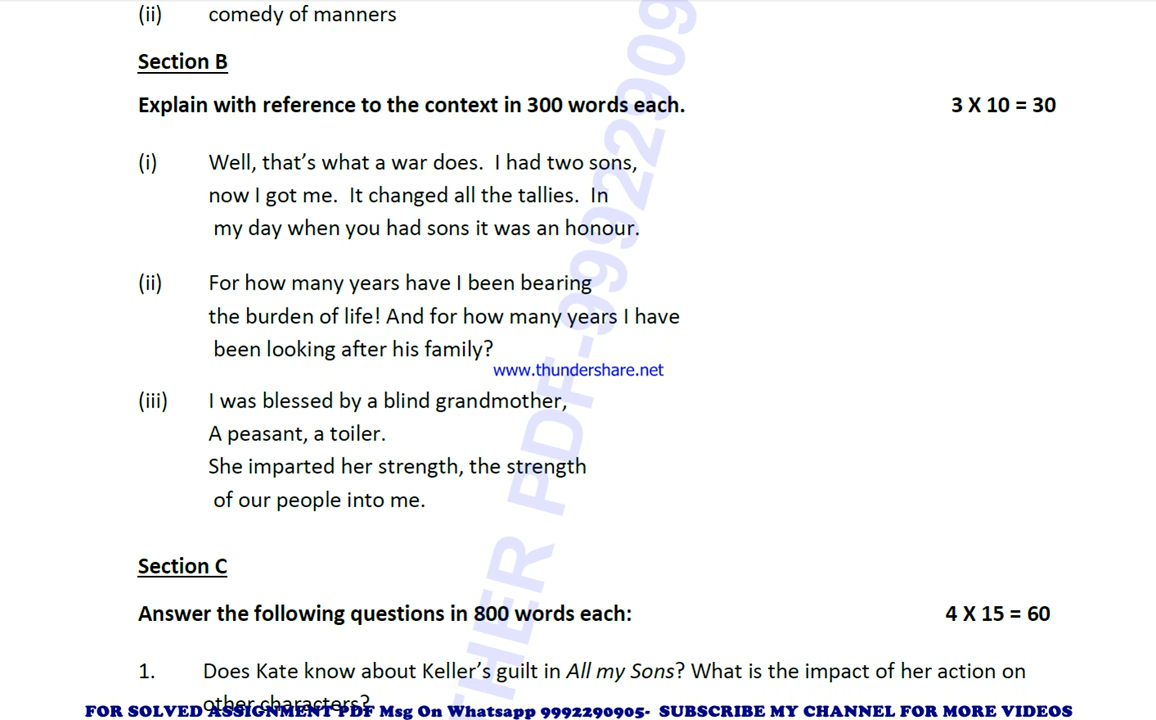 (ii) comedy of manners
Section B
Explain with reference to the context in 300 words each. 3 X 10 = 30
(i) Well, that's what a war does. I had two sons,
now I got me. It changed all the tallies. In
my day when you had sons it was an honour.
(ii) For how many years have I been bearing
the burden of life! And for how many years I have
been looking after his family?
www.thundershare.net
(iii) I was blessed by a blind grandmother,
A peasant, a toiler.
She imparted her strength, the strength
of our people into me.
Section C
Answer the following questions in 800 words each: 4 X 15 = 60
1. Does Kate know about Keller's guilt in All my Sons? What is the impact of her action on
other characters?
FOR SOLVED ASSIGNMENT PDF Msg On Whatsapp 9992290905- SUBSCRIBE MY CHANNEL FOR MORE VIDEOS
THER PDF-99922909